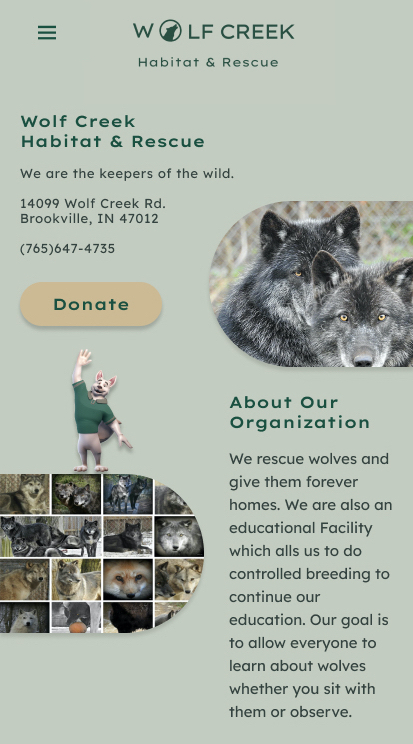 W LF CREEK
Habitat & Rescue
Wolf Creek
Habitat & Rescue
We are the keepers of the wild.
14099 Wolf Creek Rd.
Brookville, IN 47012
(765)647-4735
Donate
About Our
Organization
We rescue wolves and
give them forever
homes. We are also an
educational Facility
which alls us to do
controlled breeding to
continue our
education. Our goal is
to allow everyone to
learn about wolves
whether you sit with
them or observe.